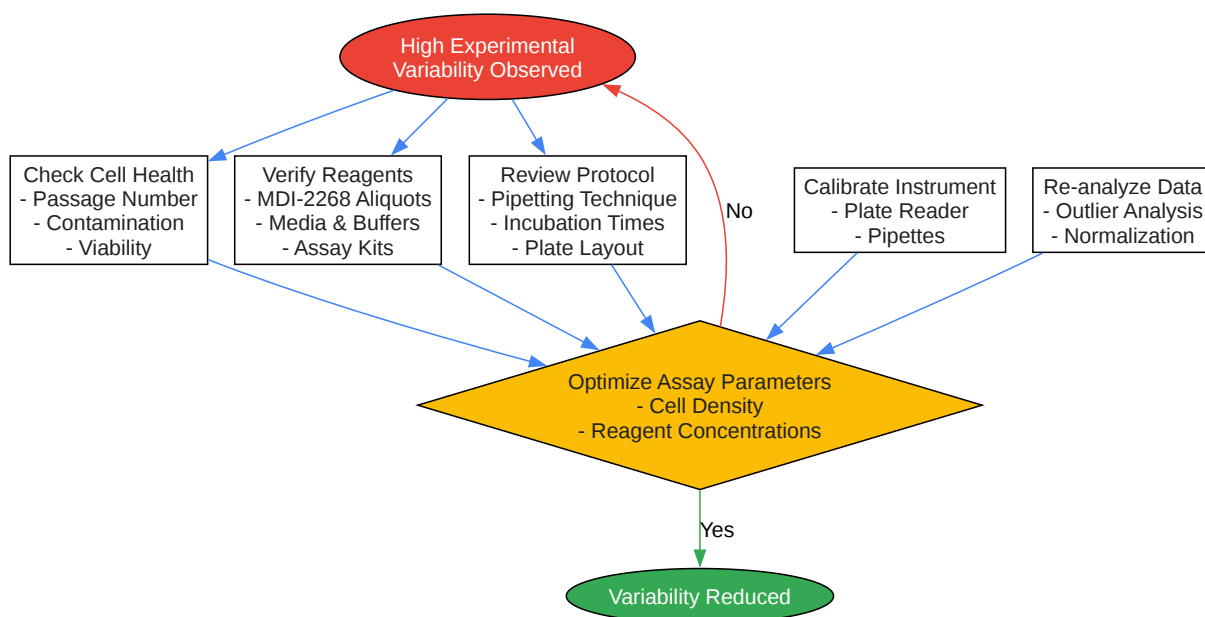 High Experimental
Variability Observed
Check Cell Health
- Passage Number
- Contamination
- Viability
Verify Reagents
- MDI-2268 Aliquots
- Media & Buffers
- Assay Kits
Review Protocol
- Pipetting Technique
- Incubation Times
- Plate Layout
No
Calibrate Instrument
- Plate Reader
- Pipettes
Re-analyze Data
- Outlier Analysis
- Normalization
Optimize Assay Parameters
- Cell Density
- Reagent Concentrations
Yes
Variability Reduced